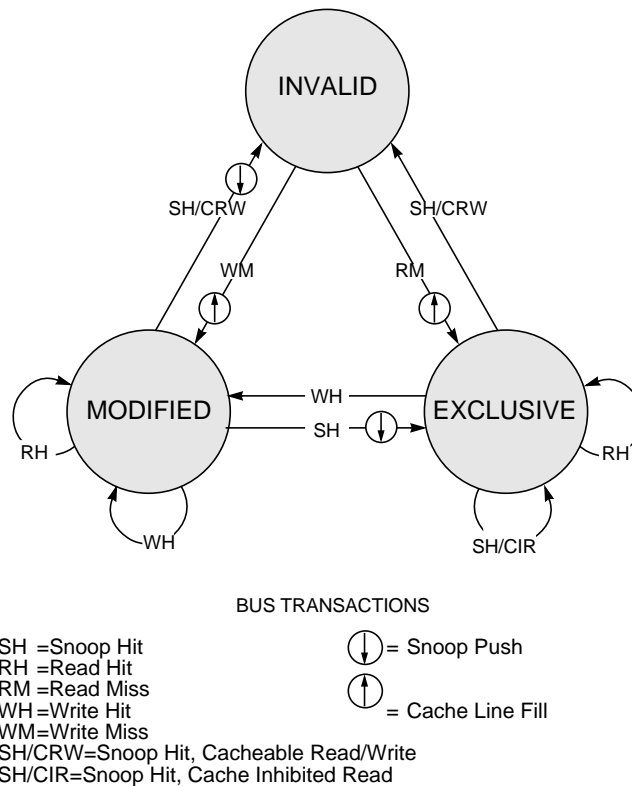 INVALID
SH/CRW
SH/CRW
WM
RM
MODIFIED
WH
EXCLUSIVE
SH
RH
RH
WH
SH/CIR
BUS TRANSACTIONS
SH =Snoop Hit
= Snoop Push
RH =Read Hit
RM =Read Miss
WH=Write Hit
= Cache Line Fill
WM=Write Miss
SH/CRW=Snoop Hit, Cacheable Read/Write
SH/CIR=Snoop Hit, Cache Inhibited Read